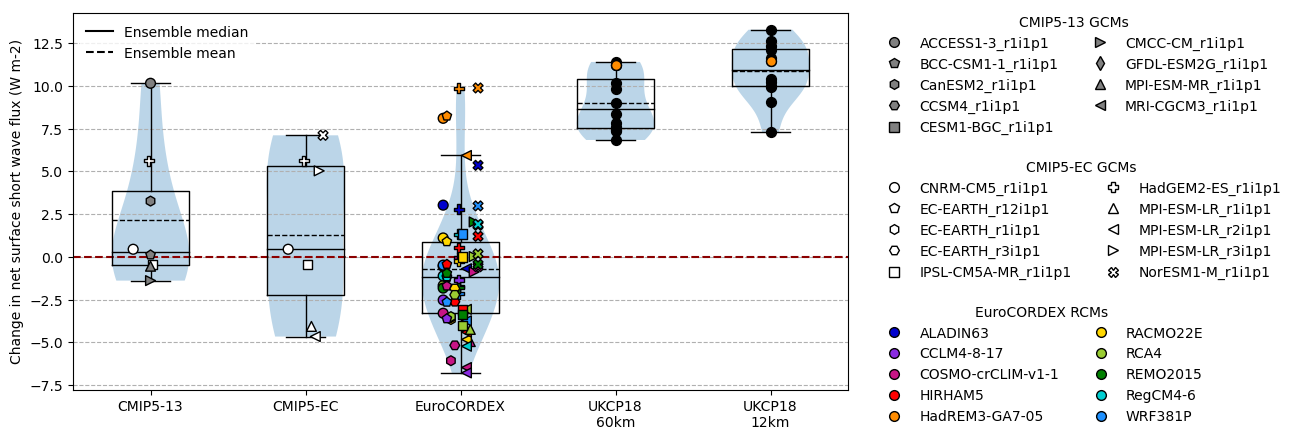 Change in net surface short wave flux (W m-2)
12.5
10.0
7.5
5.0
2.5
0.0
−2.5
−5.0
−7.5
Ensemble median
Ensemble mean
CMIP5-13
CMIP5-EC
EuroCORDEX
UKCP18
60km
UKCP18
12km
CMIP5-13 GCMs
ACCESS1-3_r1i1p1
BCC-CSM1-1_r1i1p1
CanESM2_r1i1p1
CCSM4_r1i1p1
CESM1-BGC_r1i1p1
CMCC-CM_r1i1p1
GFDL-ESM2G_r1i1p1
MPI-ESM-MR_r1i1p1
MRI-CGCM3_r1i1p1
CMIP5-EC GCMs
CNRM-CM5_r1i1p1
EC-EARTH_r12i1p1
EC-EARTH_r1i1p1
EC-EARTH_r3i1p1
IPSL-CM5A-MR_r1i1p1
HadGEM2-ES_r1i1p1
MPI-ESM-LR_r1i1p1
MPI-ESM-LR_r2i1p1
MPI-ESM-LR_r3i1p1
NorESM1-M_r1i1p1
EuroCORDEX RCMs
ALADIN63
CCLM4-8-17
COSMO-crCLIM-v1-1
HIRHAM5
HadREM3-GA7-05
RACMO22E
RCA4
REMO2015
RegCM4-6
WRF381P